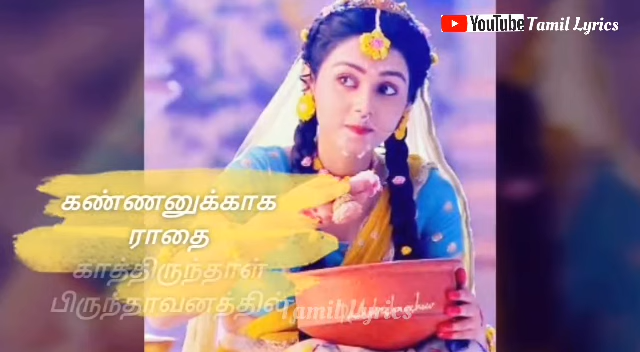 YouTube Tamil Lyrics
கண்ணனுக்காக
ராதை
காத்திருந்தாள்
பிருந்தாவனத்தில்
Tamil Lyrics